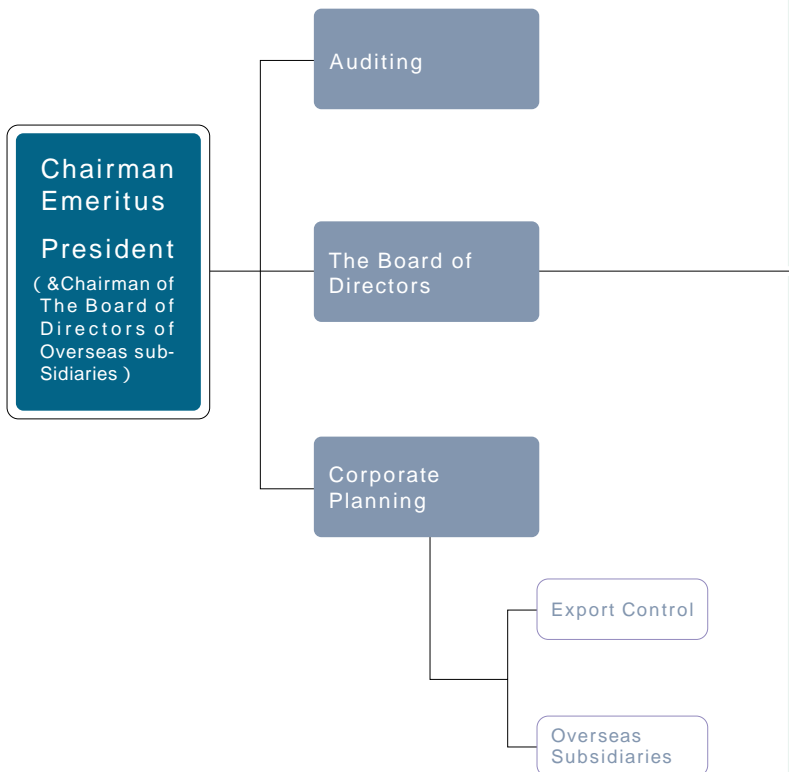 Auditing
Chairman
Emeritus
President
( &Chairman of
The Board of
Directors of
Overseas sub-
Sidiaries )
The Board of
Directors
Corporate
Planning
Export Control
Overseas
Subsidiaries